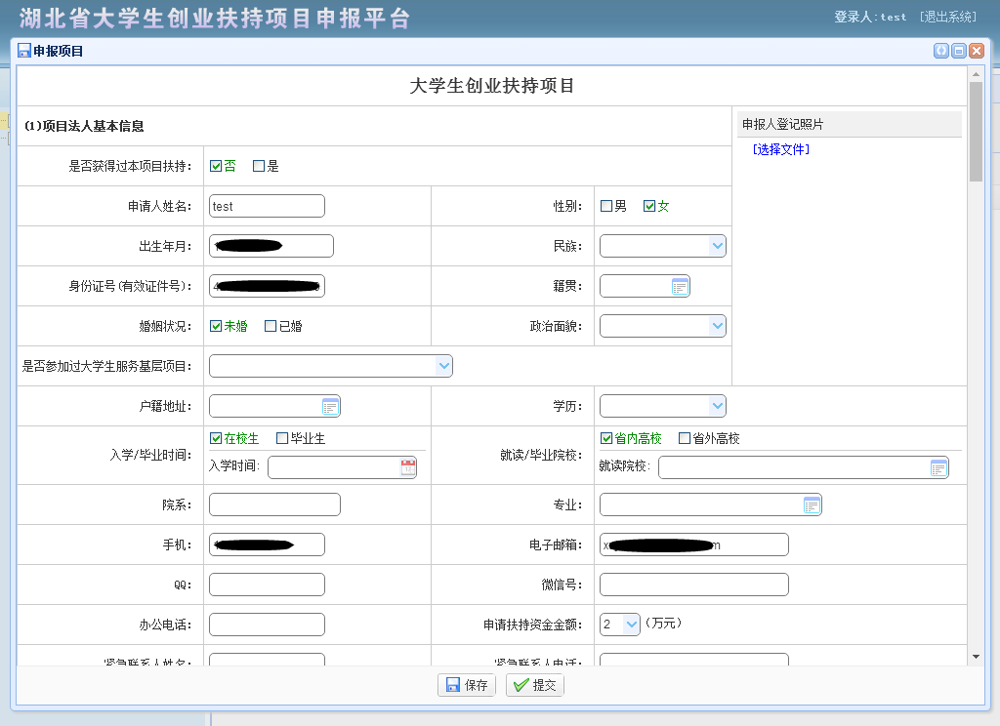 湖北省大学生创业扶持项目申报平台
登录人:test [退出系统]
申报项目
大学生创业扶持项目
(1)项目法人基本信息
申报人登记照片
[选择文件]
是否获得过本项目扶持: 否 是
申请人姓名: test 性别: 男 女
出生年月: 民族:
身份证号(有效证件号): 籍贯:
婚姻状况: 未婚 已婚 政治面貌:
是否参加过大学生服务基层项目:
户籍地址: 学历:
入学/毕业时间: 在校生 毕业生
入学时间:
就读/毕业院校: 省内高校 省外高校
就读院校:
院系: 专业:
手机: 电子邮箱: x m
QQ: 微信号:
办公电话: 申请扶持资金金额: 2 (万元)
紧急联系人姓名: 紧急联系人电话:
保存 提交